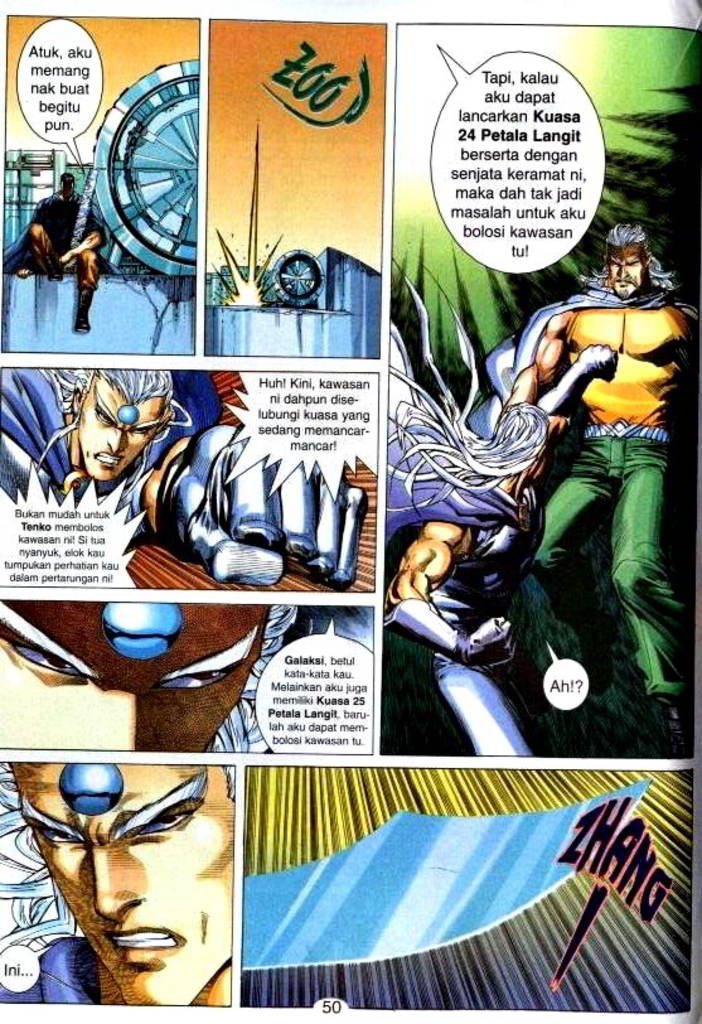 Atuk, aku
memang
nak buat
begitu
pun.
ZOO
Tapi, kalau
aku dapat
lancarkan Kuasa
24 Petala Langit
berserta dengan
senjata keramat ni,
maka dah tak jadi
masalah untuk aku
bolosi kawasan
tu!
Ah!?
Huh! Kini, kawasan
ni dahpun dise-
lubungi kuasa yang
sedang memancar-
mancar!
Bukan mudah untuk
Tenko membolos
kawasan ni! Si tua
nyanyuk, elok kau
tumpukan perhatian kau
dalam pertarungan ni!
Galaksi, betul
kata-kata kau.
Melainkan aku juga
memiliki Kuasa 25
Petala Langit, baru-
lah aku dapat mem-
bolosi kawasan tu.
Ini...
ZHANG
!
50